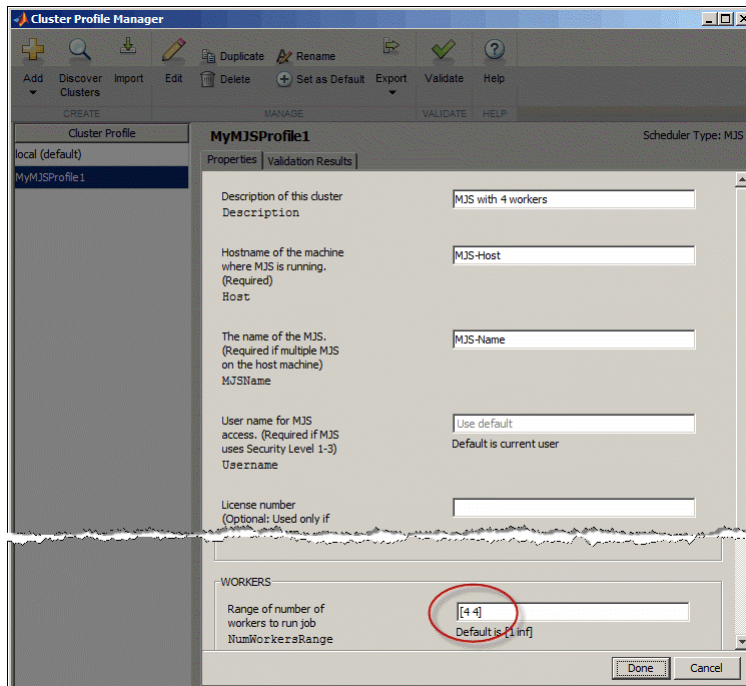 Cluster Profile Manager
Add
Discover Clusters
Import
Edit
Duplicate
Rename
Delete
Set as Default
Export
Validate
Help
CREATE
MANAGE
VALIDATE
HELP
Cluster Profile
local (default)
MyMJSProfile1
MyMJSProfile1
Scheduler Type: MJS
Properties
Validation Results
Description of this cluster
Description
MJS with 4 workers
Hostname of the machine
where MJS is running.
(Required)
Host
MJS-Host
The name of the MJS.
(Required if multiple MJS
on the host machine)
MJSName
MJS-Name
User name for MJS
access. (Required if MJS
uses Security Level 1-3)
Username
Use default
Default is current user
License number
(Optional: Used only if
WORKERS
Range of number of
workers to run job
NumWorkersRange
[4 4]
Default is [1 inf]
Done
Cancel